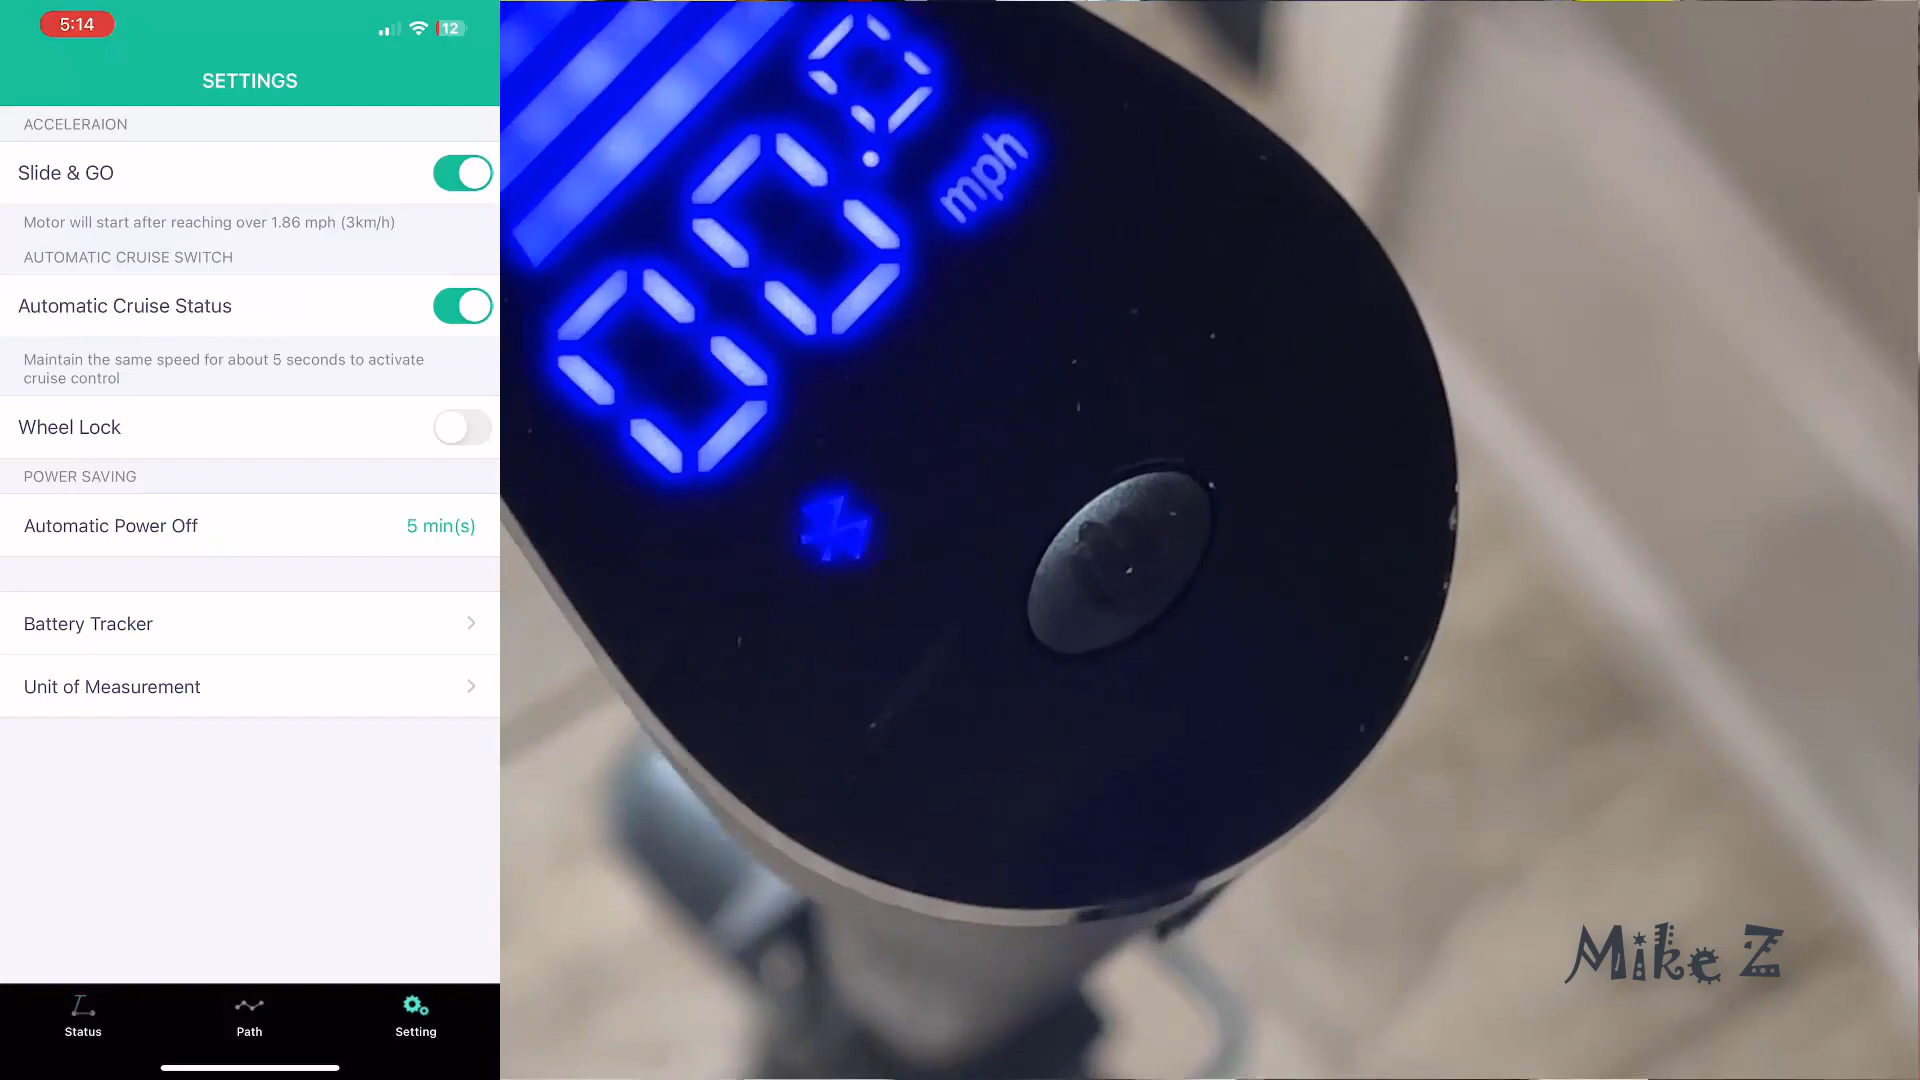 5:14
12
SETTINGS
ACCELERAION
Slide & GO
Motor will start after reaching over 1.86 mph (3km/h)
AUTOMATIC CRUISE SWITCH
Automatic Cruise Status
Maintain the same speed for about 5 seconds to activate
cruise control
Wheel Lock
POWER SAVING
Automatic Power Off
5 min(s)
Battery Tracker
Unit of Measurement
Status
Path
Setting
00.0
mph
Mike Z